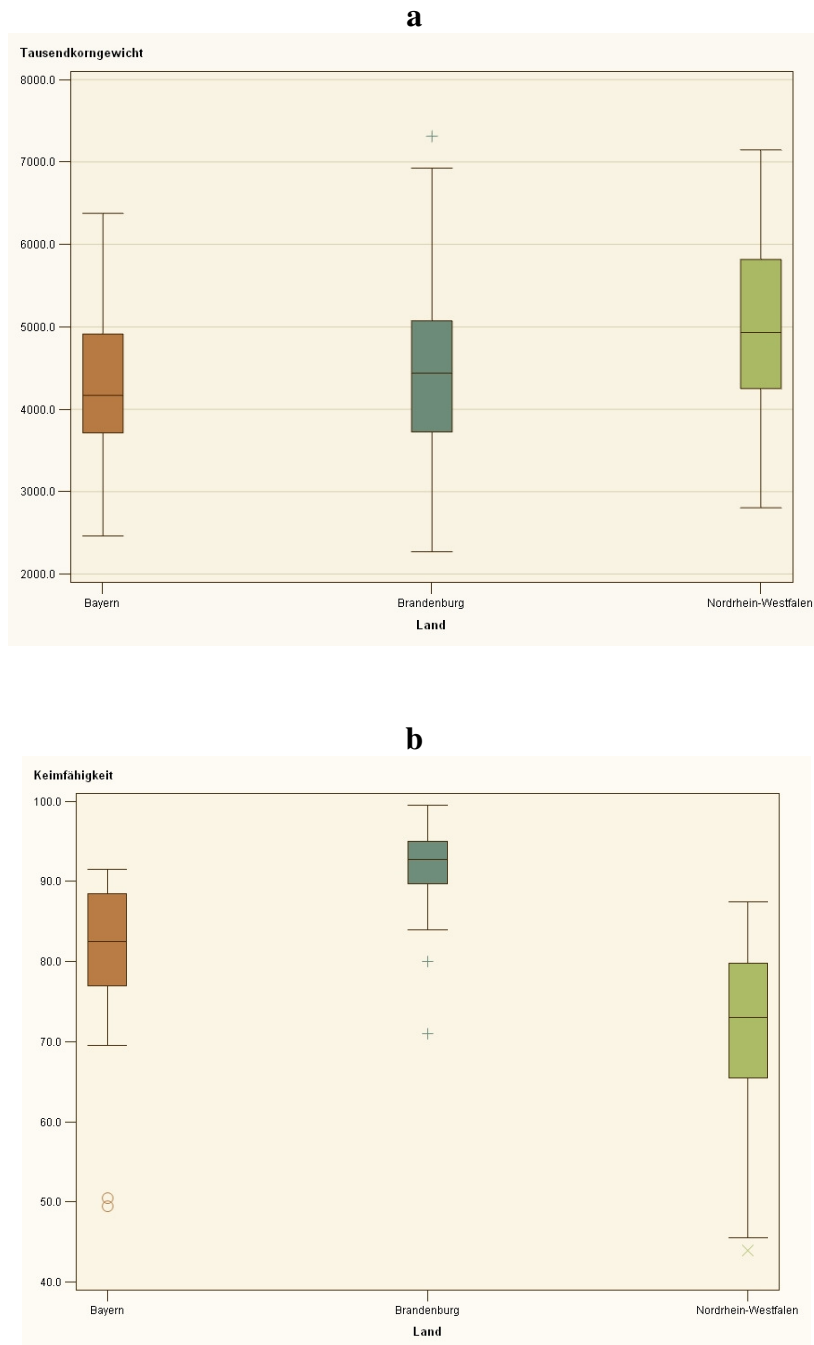 a
Tausendkorngewicht
8000.0
7000.0
6000.0
5000.0
4000.0
3000.0
2000.0
Bayern Brandenburg Nordrhein-Westfalen
Land
b
Keimfähigkeit
100.0
90.0
80.0
70.0
60.0
50.0
40.0
Bayern Brandenburg Nordrhein-Westfalen
Land